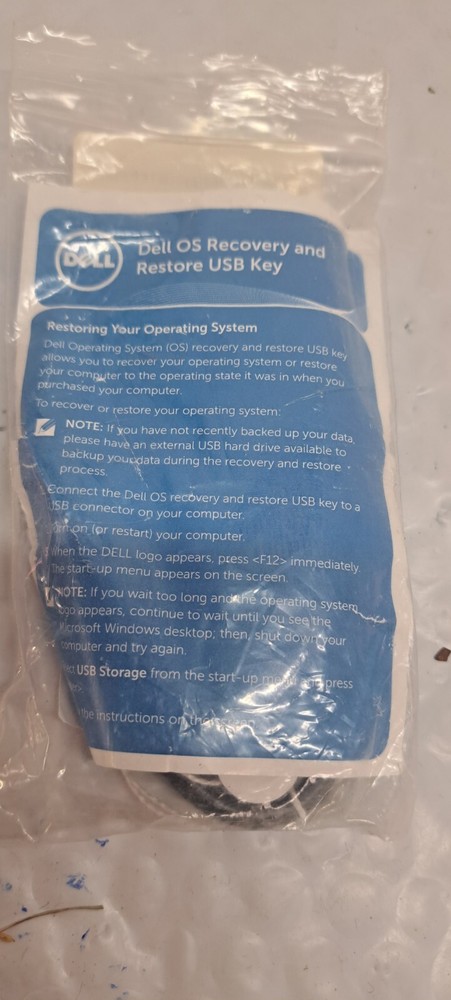 DELL
Dell OS Recovery and
Restore USB Key
Restoring Your Operating System
Dell Operating System (OS) recovery and restore USB key
allows you to recover your operating system or restore
your computer to the operating state it was in when you
purchased your computer.
To recover or restore your operating system:
NOTE: If you have not recently backed up your data,
please have an external USB hard drive available to
backup your data during the recovery and restore
process.
Connect the Dell OS recovery and restore USB key to a
USB connector on your computer.
on (or restart) your computer.
When the DELL logo appears, press <F12> immediately.
The start-up menu appears on the screen.
NOTE: If you wait too long and the operating system
logo appears, continue to wait until you see the
Microsoft Windows desktop; then, shut down your
computer and try again.
USB Storage from the start-up menu and press
the instructions on the screen